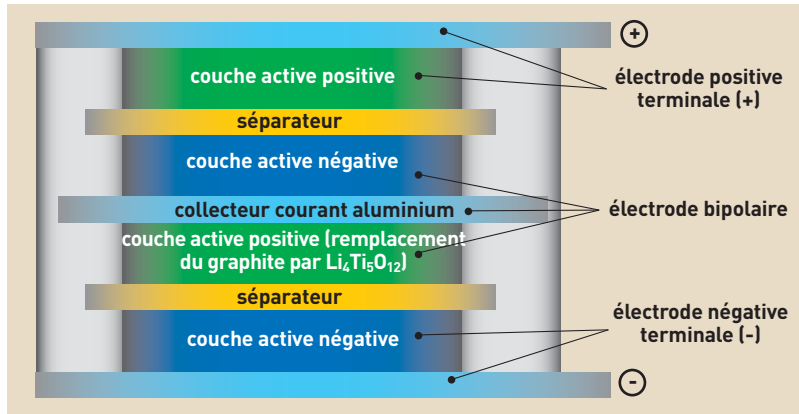 +
couche active positive
électrode positive
terminale (+)
séparateur
couche active négative
collecteur courant aluminium
électrode bipolaire
couche active positive (remplacement
du graphite par Li₄Ti₅O₁₂)
séparateur
couche active négative
électrode négative
terminale (-)
-